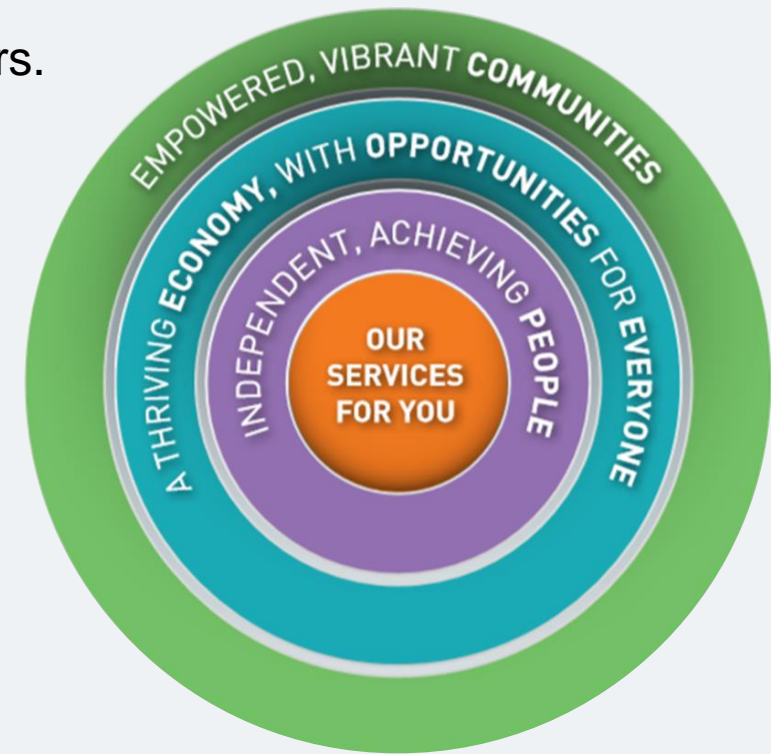 rs.
EMPOWERED, VIBRANT COMMUNITIES
A THRIVING ECONOMY, WITH OPPORTUNITIES FOR EVERYONE
INDEPENDENT, ACHIEVING PEOPLE
OUR
SERVICES
FOR YOU